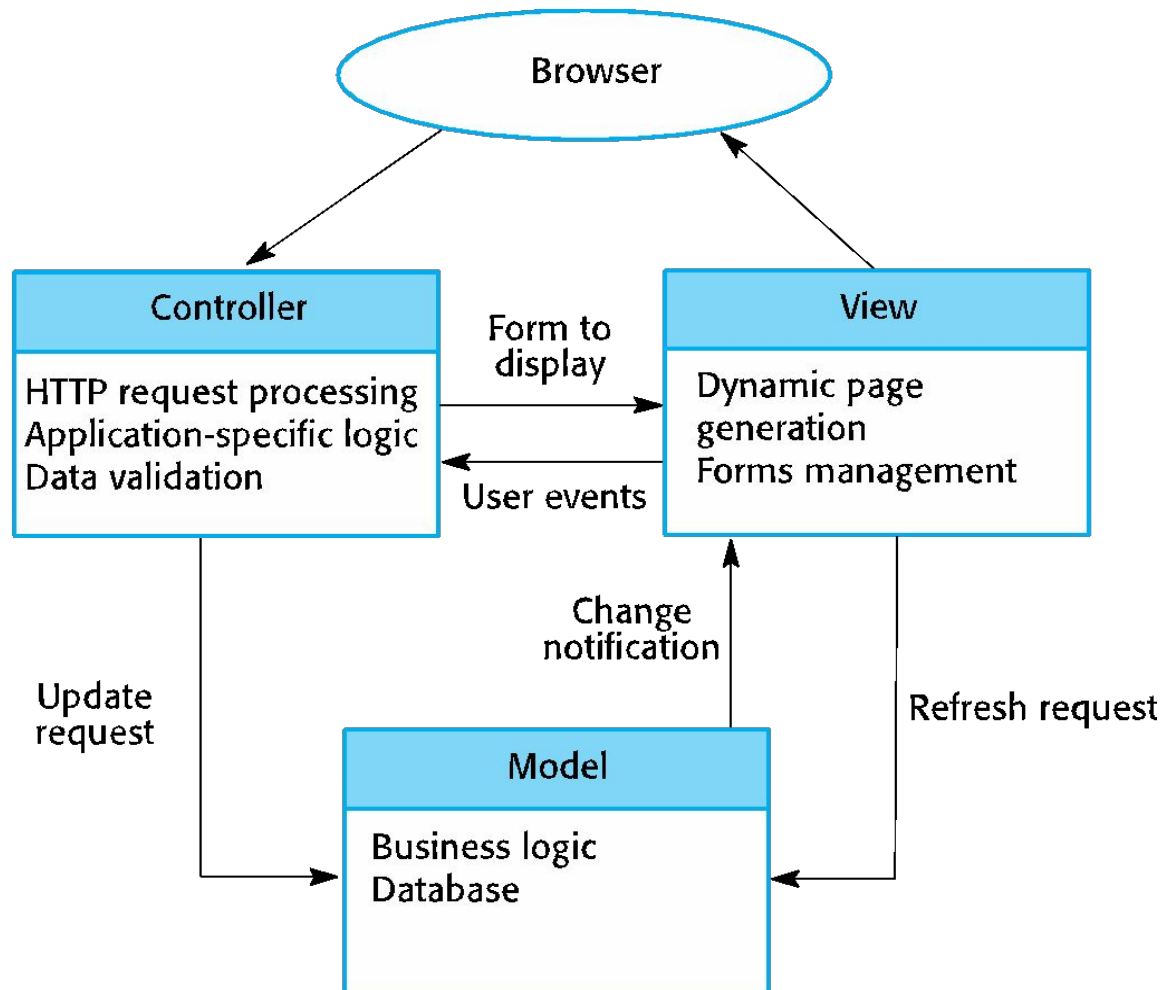 Browser
Controller
HTTP request processing
Application-specific logic
Data validation
Form to
display
User events
View
Dynamic page
generation
Forms management
Update
request
Change
notification
Refresh request
Model
Business logic
Database